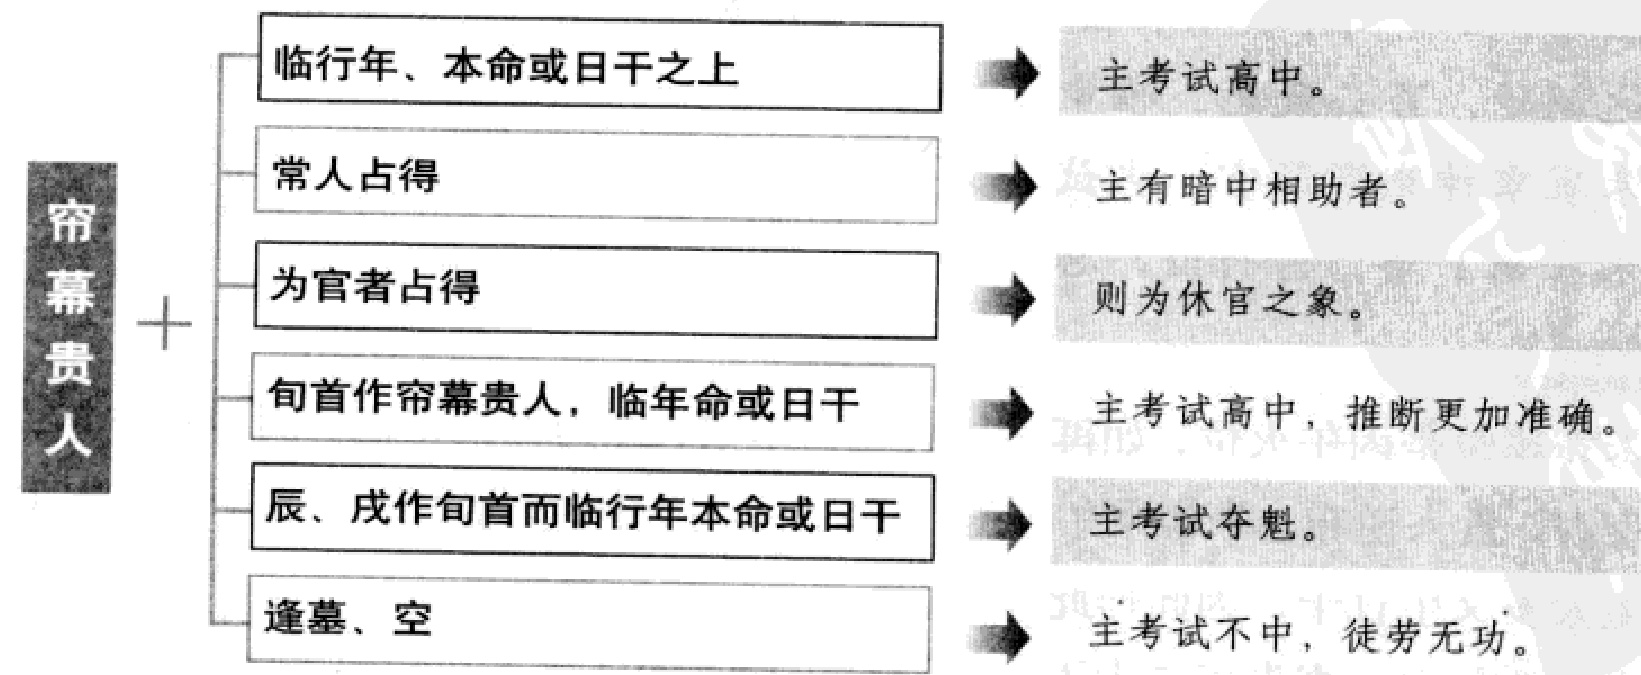 帘幕贵人
临行年、本命或日干之上
主考试高中。
常人占得
主有暗中相助者。
为官者占得
则为休官之象。
旬首作帘幕贵人，临年命或日干
主考试高中，推断更加准确。
辰、戌作旬首而临行年本命或日干
主考试夺魁。
逢墓、空
主考试不中，徒劳无功。